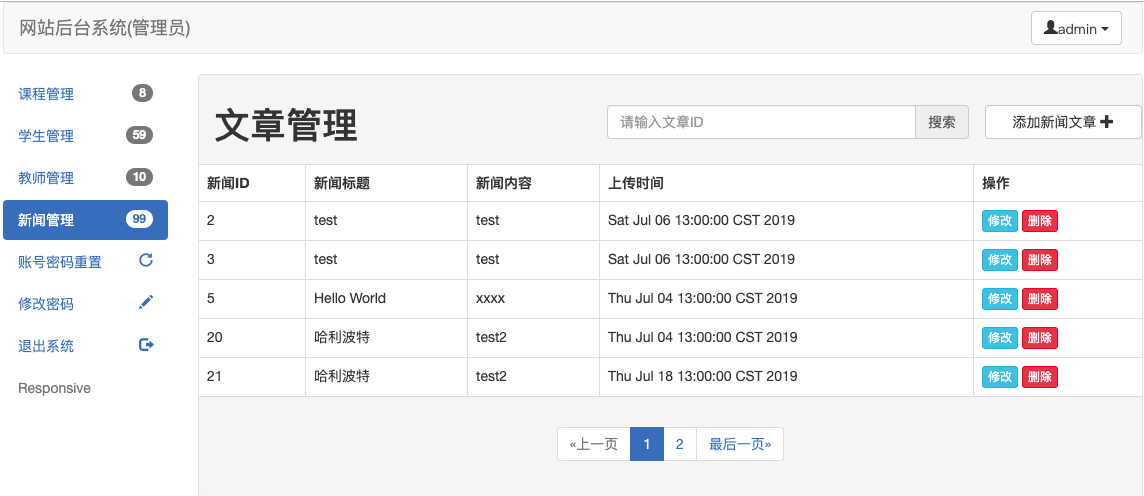 网站后台系统(管理员)
admin
课程管理 8
学生管理 59
教师管理 10
新闻管理 99
账号密码重置
修改密码
退出系统
Responsive
文章管理
请输入文章ID 搜索 添加新闻文章
新闻ID 新闻标题 新闻内容 上传时间 操作
2 test test Sat Jul 06 13:00:00 CST 2019 修改 删除
3 test test Sat Jul 06 13:00:00 CST 2019 修改 删除
5 Hello World xxxx Thu Jul 04 13:00:00 CST 2019 修改 删除
20 哈利波特 test2 Thu Jul 04 13:00:00 CST 2019 修改 删除
21 哈利波特 test2 Thu Jul 18 13:00:00 CST 2019 修改 删除
«上一页 1 2 最后一页»